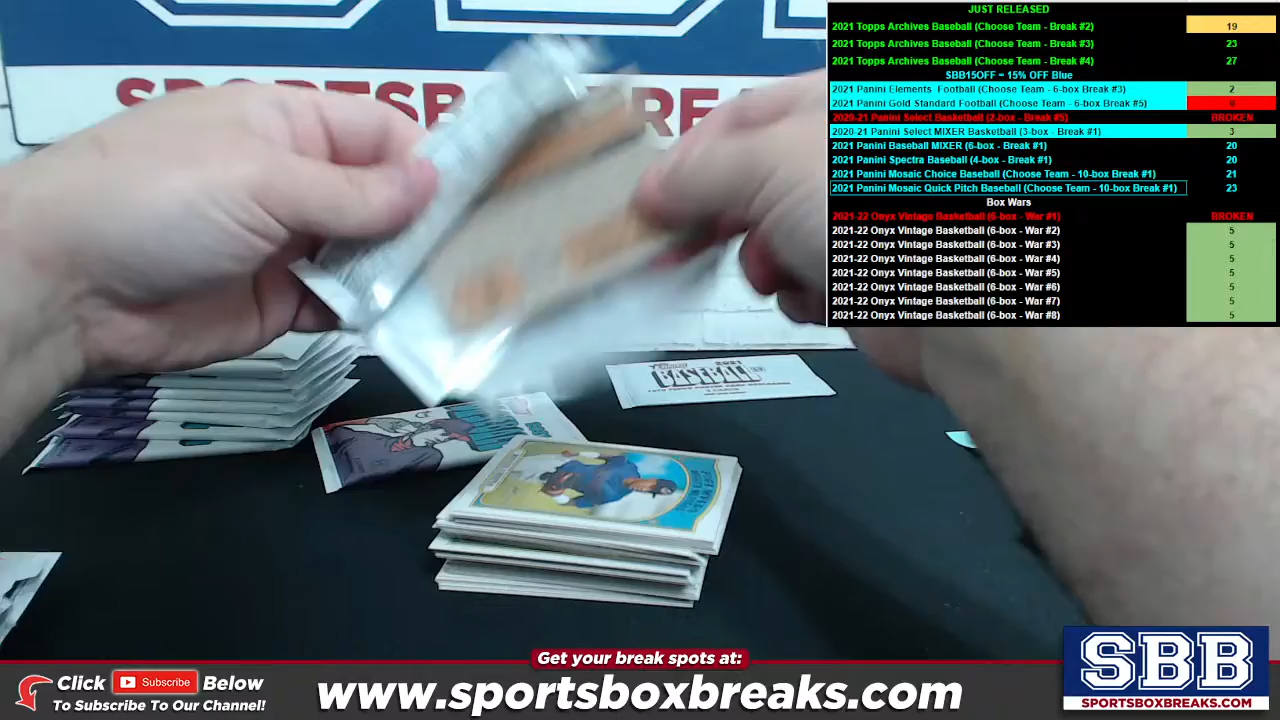 JUST RELEASED
2021 Topps Archives Baseball (Choose Team - Break #2) 19
2021 Topps Archives Baseball (Choose Team - Break #3) 23
2021 Topps Archives Baseball (Choose Team - Break #4) 27
SBB15OFF = 15% OFF Blue
2021 Panini Elements Football (Choose Team - 6-box Break #3) 2
2021 Panini Gold Standard Football (Choose Team - 6-box Break #5)
2020-21 Panini Select Basketball (2-box - Break #5) BROKEN
2020-21 Panini Select MIXER Basketball (3-box - Break #1) 3
2021 Panini Baseball MIXER (6-box - Break #1) 20
2021 Panini Spectra Baseball (4-box - Break #1) 20
2021 Panini Mosaic Choice Baseball (Choose Team - 10-box Break #1) 21
2021 Panini Mosaic Quick Pitch Baseball (Choose Team - 10-box Break #1) 23
Box Wars
2021-22 Onyx Vintage Basketball (6-box - War #1) BROKEN
2021-22 Onyx Vintage Basketball (6-box - War #2) 5
2021-22 Onyx Vintage Basketball (6-box - War #3) 5
2021-22 Onyx Vintage Basketball (6-box - War #4) 5
2021-22 Onyx Vintage Basketball (6-box - War #5) 5
2021-22 Onyx Vintage Basketball (6-box - War #6) 5
2021-22 Onyx Vintage Basketball (6-box - War #7) 5
2021-22 Onyx Vintage Basketball (6-box - War #8) 5
2021
BASEBALL
Get your break spots at:
Click Subscribe Below
To Subscribe To Our Channel!
www.sportsboxbreaks.com
SBB
SPORTSBOXBREAKS.COM